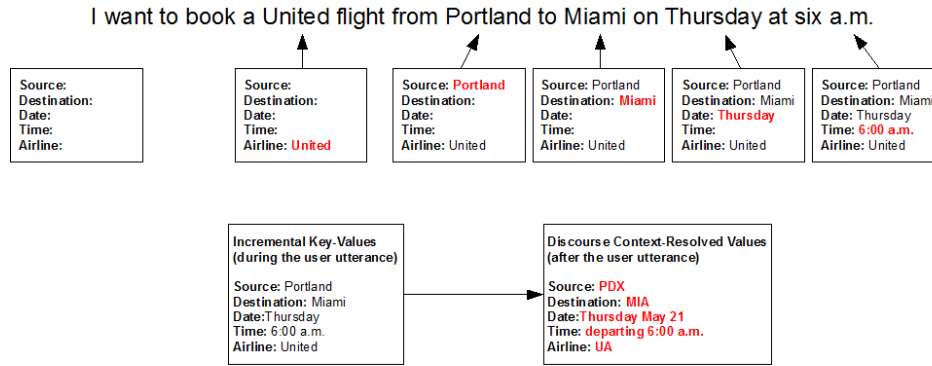 I want to book a United flight from Portland to Miami on Thursday at six a.m.
Source:
Destination:
Date:
Time:
Airline:
Source:
Destination:
Date:
Time:
Airline: United
Source: Portland
Destination:
Date:
Time:
Airline: United
Source: Portland
Destination: Miami
Date:
Time:
Airline: United
Source: Portland
Destination: Miami
Date: Thursday
Time:
Airline: United
Source: Portland
Destination: Miami
Date: Thursday
Time: 6:00 a.m.
Airline: United
Incremental Key-Values
(during the user utterance)
Source: Portland
Destination: Miami
Date:Thursday
Time: 6:00 a.m.
Airline: United
Discourse Context-Resolved Values
(after the user utterance)
Source: PDX
Destination: MIA
Date:Thursday May 21
Time: departing 6:00 a.m.
Airline: UA